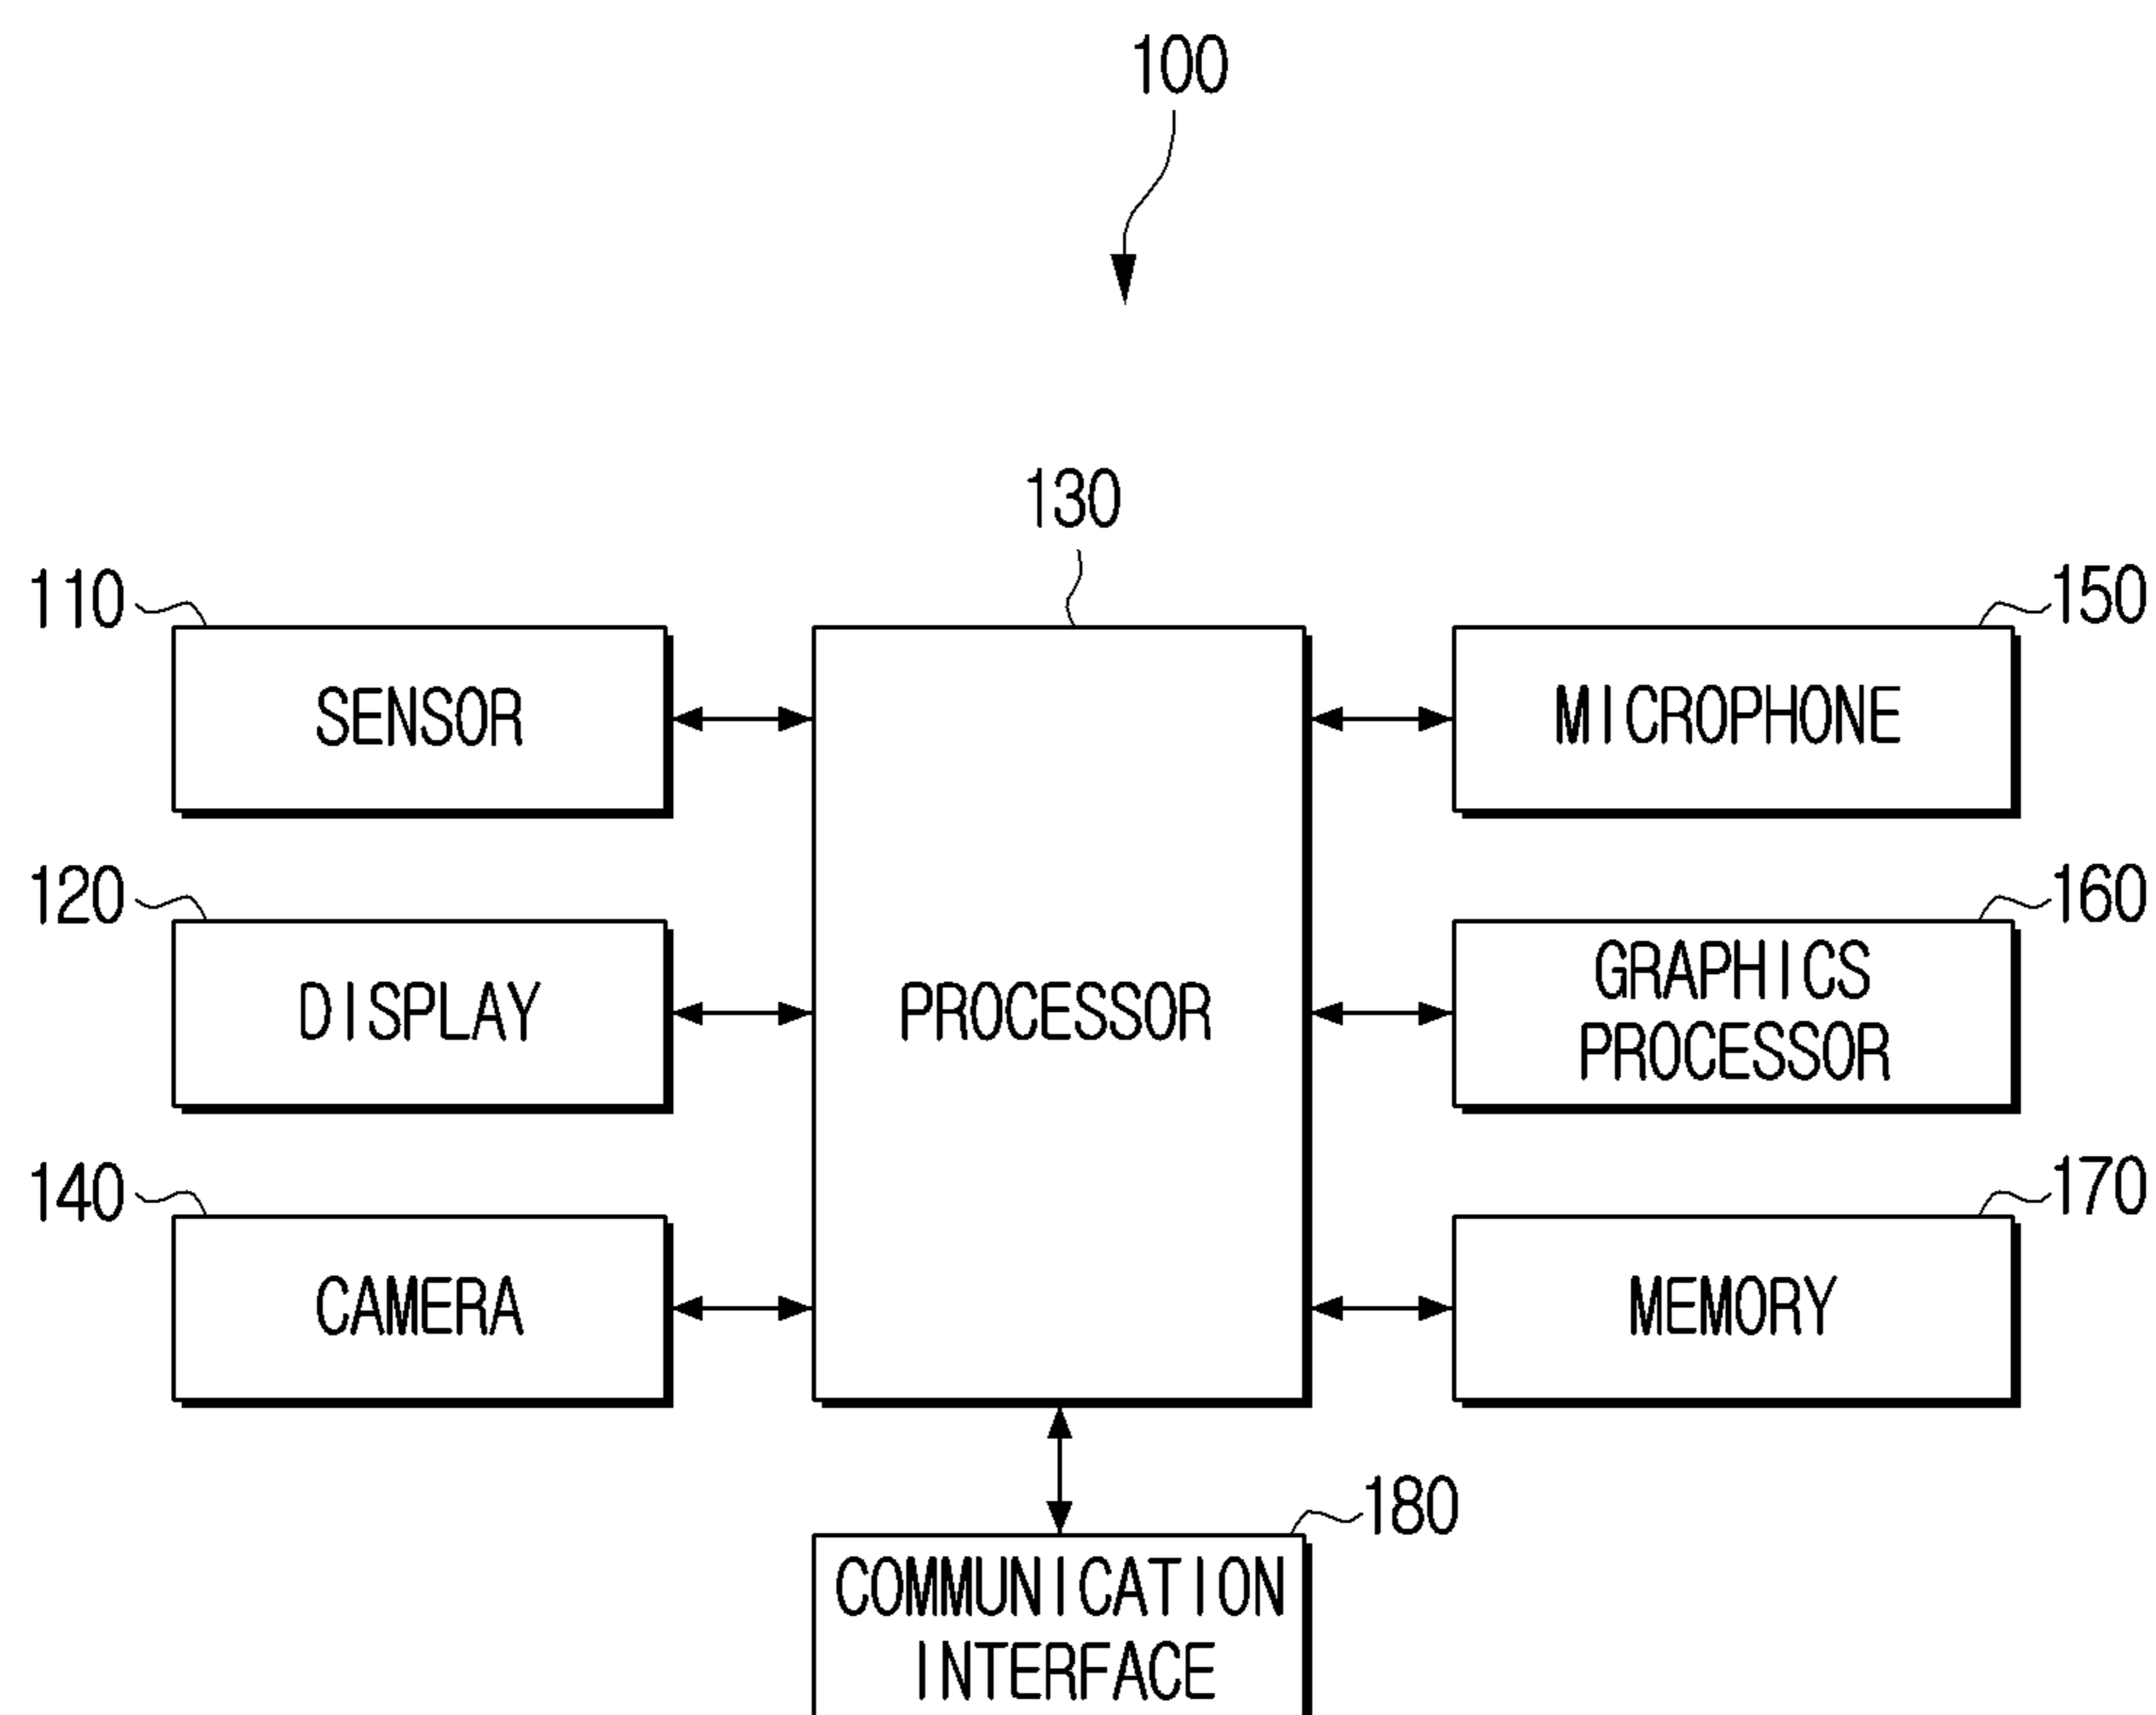 100
130
110
150
SENSOR
MICROPHONE
120
160
DISPLAY
PROCESSOR
GRAPHICS
PROCESSOR
140
170
CAMERA
MEMORY
180
COMMUNICATION
INTERFACE